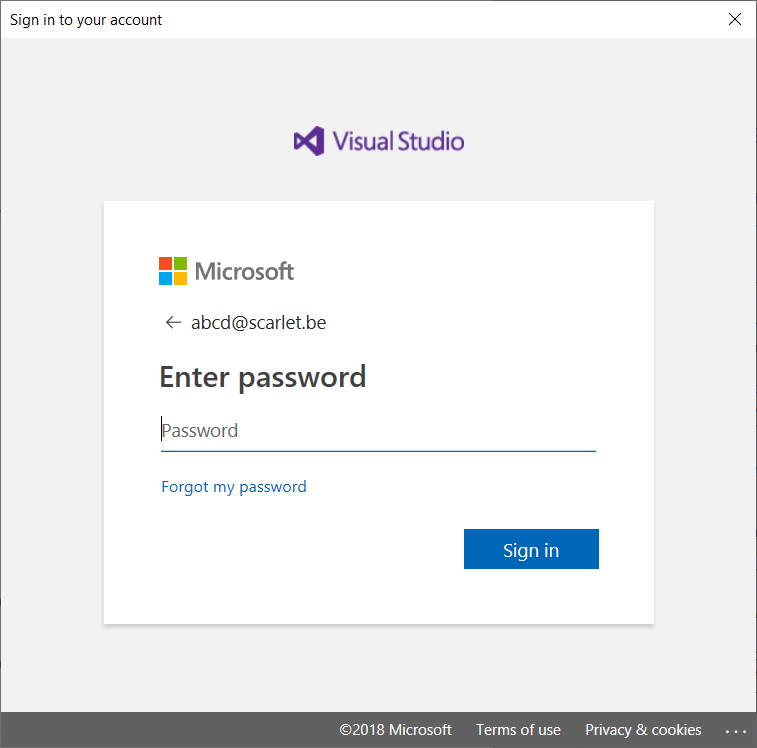 Sign in to your account
Visual Studio
Microsoft
abcd@scarlet.be
Enter password
Password
Forgot my password
Sign in
©2018 Microsoft Terms of use Privacy & cookies ...